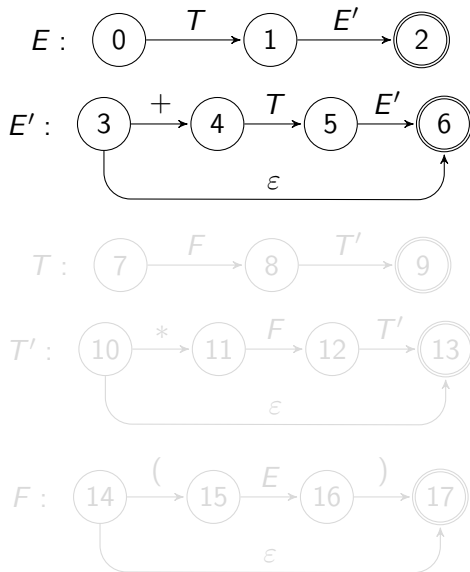 E : 0 T 1 E′ 2
E′ : 3 + 4 T 5 E′ 6
ε
T : 7 F 8 T′ 9
T′ : 10 * 11 F 12 T′ 13
ε
F : 14 ( 15 E 16 ) 17
ε